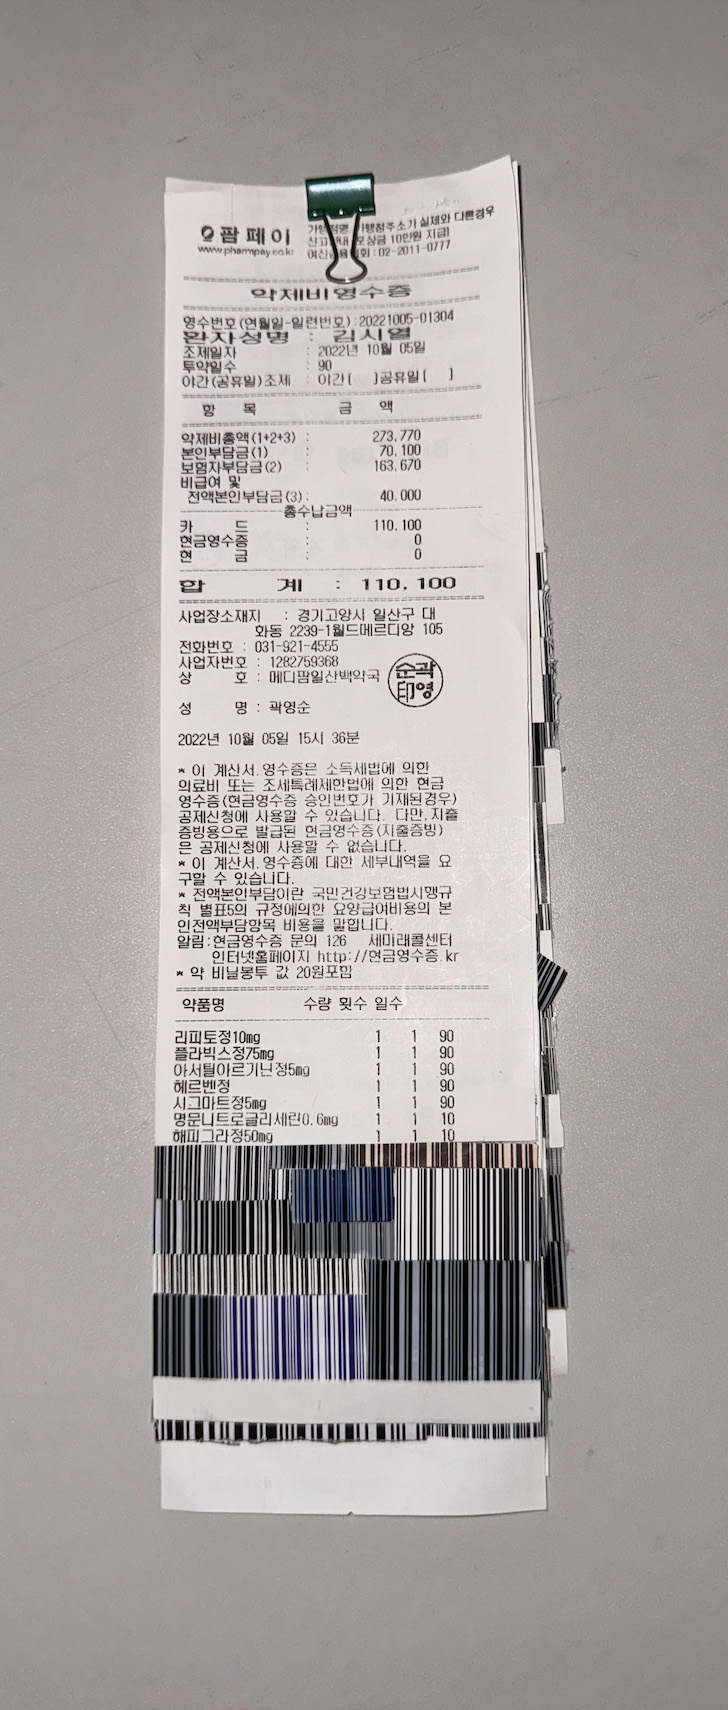 팜페이
www.pharmpay.co.kr
가맹점명, 가맹점주소가 실제와 다른경우
신고안내 포상금 10만원 지급
여신금융협회:02-2011-0777
약제비영수증
영수번호(연월일-일련번호):20221005-01304
환자성명 : 김시열
조제일자 : 2022년 10월 05일
투약일수 : 90
야간(공휴일)조제 : 야간[ ]공휴일[ ]
항 목 금 액
약제비총액(1+2+3) : 273,770
본인부담금(1) : 70,100
보험자부담금(2) : 163,670
비급여 및
전액본인부담금(3): 40,000
총수납금액
카 드 : 110,100
현금영수증 : 0
현 금 : 0
합 계 : 110,100
사업장소재지 : 경기고양시 일산구 대
화동 2239-1월드메르디앙 105
전화번호 : 031-921-4555
사업자번호 : 1282759368
상 호 : 메디팜일산백약국
순곽
印영
성 명 : 곽영순
2022년 10월 05일 15시 36분
* 이 계산서,영수증은 소득세법에 의한
의료비 또는 조세특례제한법에 의한 현금
영수증(현금영수증 승인번호가 기재된경우)
공제신청에 사용할 수 있습니다. 다만,지출
증빙용으로 발급된 현금영수증(지출증빙)
은 공제신청에 사용할 수 없습니다.
* 이 계산서,영수증에 대한 세부내역을 요
구할 수 있습니다.
* 전액본인부담이란 국민건강보험법시행규
칙 별표5의 규정에의한 요양급여비용의 본
인전액부담항목 비용을 말합니다.
알림:현금영수증 문의 126 세미래콜센터
인터넷홈페이지 http://현금영수증.kr
* 약 비닐봉투 값 20원포함
약품명 수량 횟수 일수
리피토정10mg 1 1 90
플라빅스정75mg 1 1 90
아서틸아르기닌정5mg 1 1 90
헤르벤정 1 1 90
시그마트정5mg 1 1 90
명문니트로글리세린0.6mg 1 1 10
해피그라정50mg 1 1 10